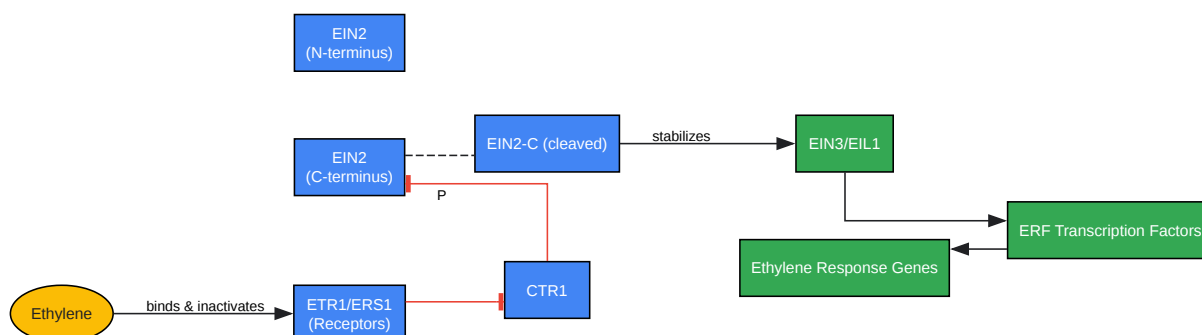 EIN2
(N-terminus)
EIN2
(C-terminus)
EIN2-C (cleaved)
stabilizes
EIN3/EIL1
P
ERF Transcription Factors
Ethylene Response Genes
CTR1
Ethylene
binds & inactivates
ETR1/ERS1
(Receptors)